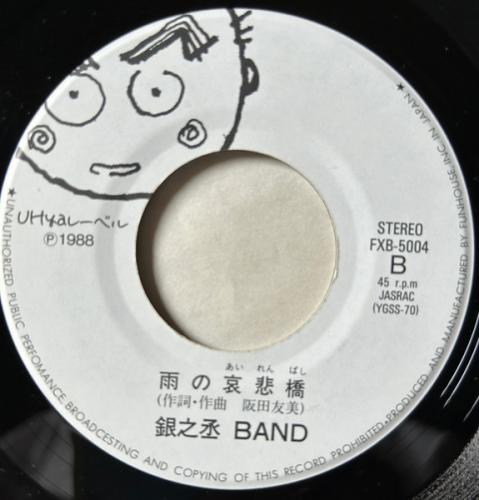 UHyaレーベル
Ⓟ1988
STEREO
FXB-5004
B
45 r.p.m
JASRAC
(YGSS-70)
あいれんばし
雨の哀悲橋
(作詞・作曲 阪田友美)
銀之丞 BAND
★UNAUTHORIZED PUBLIC PERFOMANCE BROADCESTING AND COPYING OF THIS RECORD PROHIBITED•PRODUCED AND MANUFACTURED BY FUNHOUSE INC. IN JAPAN★